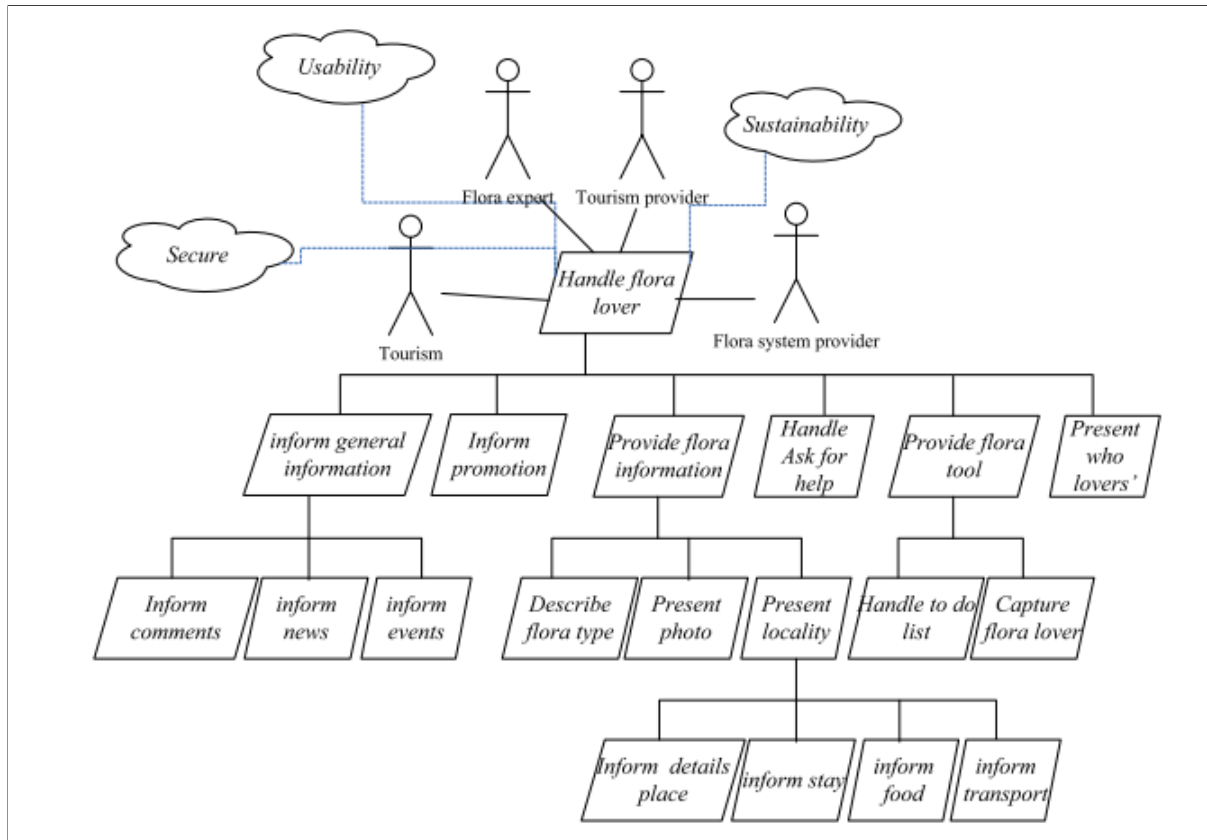 Usability
Sustainability
Flora expert
Tourism provider
Secure
Handle flora
lover
Tourism
Flora system provider
inform general
information
Inform
promotion
Provide flora
information
Handle
Ask for
help
Provide flora
tool
Present
who
lovers’
Inform
comments
inform
news
inform
events
Describe
flora type
Present
photo
Present
locality
Handle to do
list
Capture
flora lover
Inform details
place
inform stay
inform
food
inform
transport